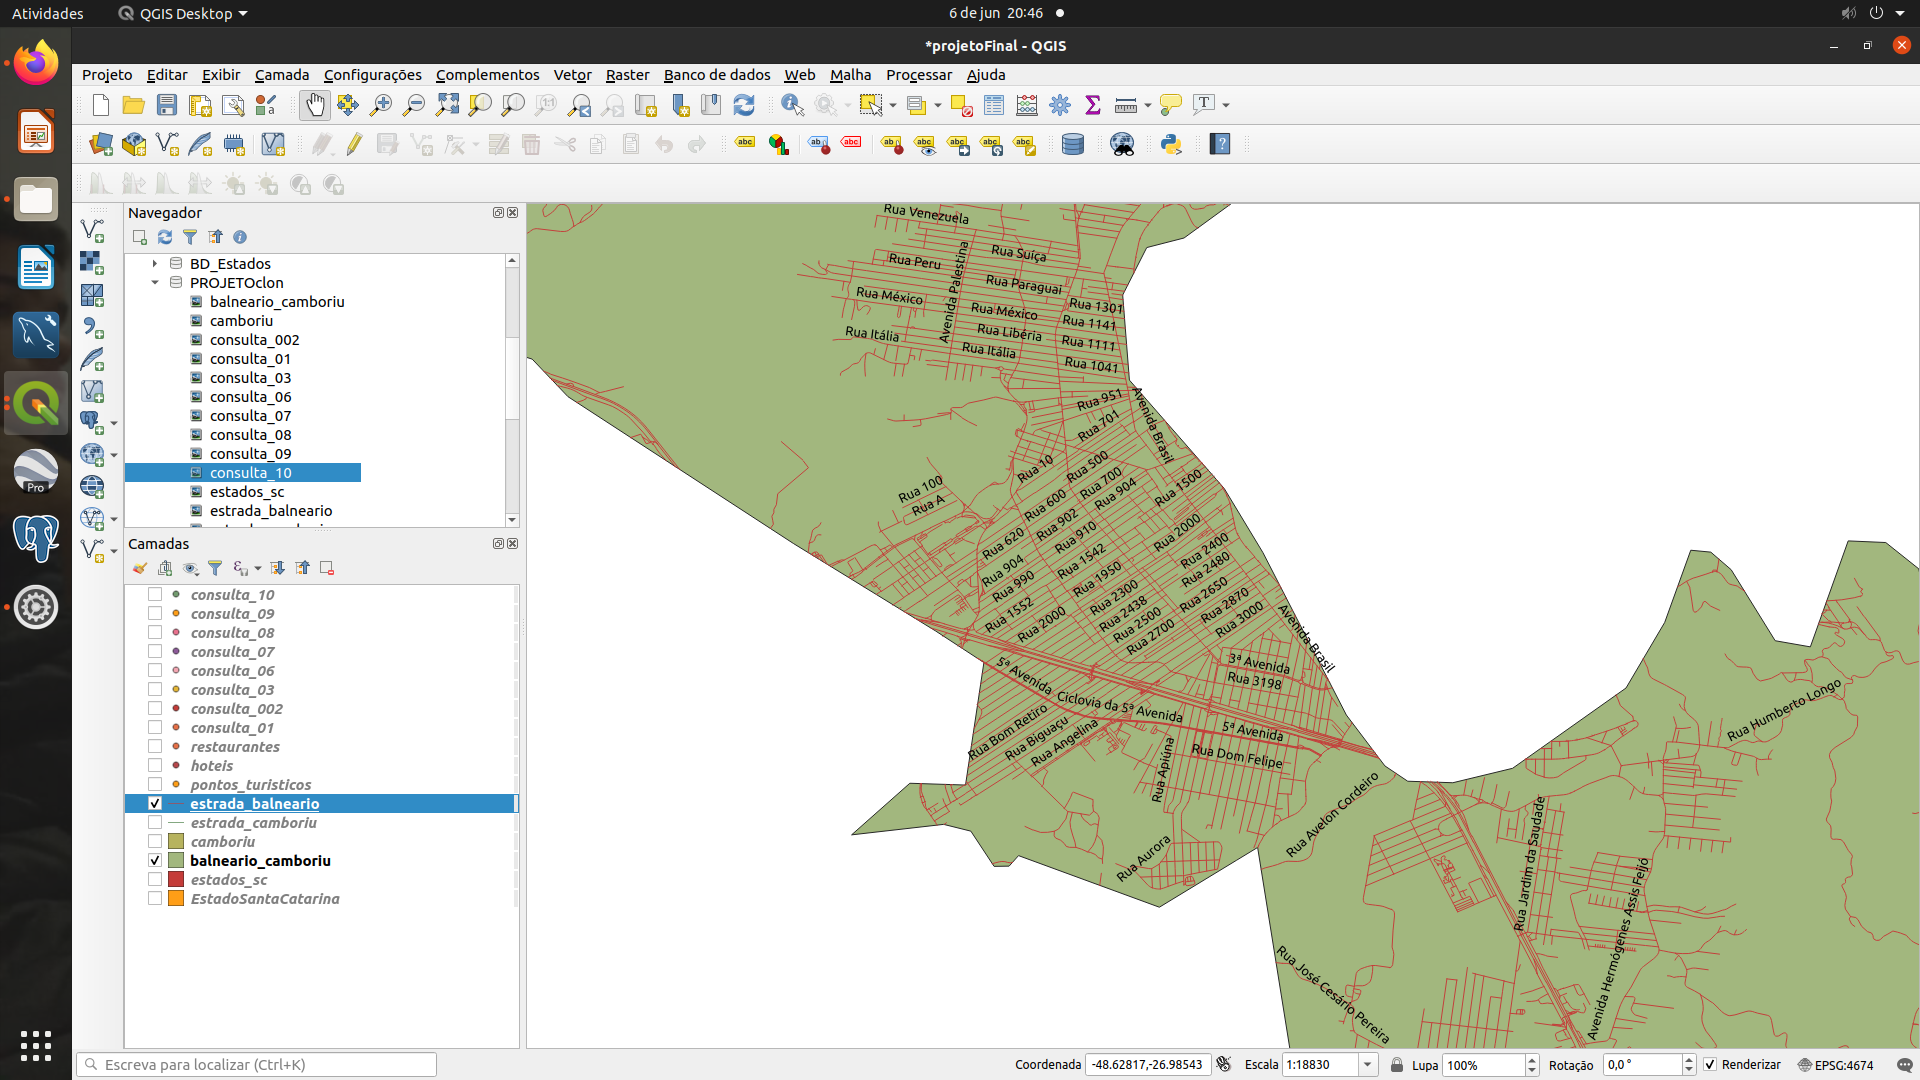 Atividades
QGIS Desktop
6 de jun 20:46
*projetoFinal - QGIS
Projeto Editar Exibir Camada Configurações Complementos Vetor Raster Banco de dados Web Malha Processar Ajuda
Navegador
BD_Estados
PROJETOclon
balneario_camboriu
camboriu
consulta_002
consulta_01
consulta_03
consulta_06
consulta_07
consulta_08
consulta_09
consulta_10
estados_sc
estrada_balneario
Camadas
consulta_10
consulta_09
consulta_08
consulta_07
consulta_06
consulta_03
consulta_002
consulta_01
restaurantes
hoteis
pontos_turisticos
estrada_balneario
estrada_camboriu
camboriu
balneario_camboriu
estados_sc
EstadoSantaCatarina
Rua Venezuela
Rua Suíça
Rua Peru
Avenida Palestina
Rua Paraguai
Rua México
Rua México
Rua 1301
Rua 1141
Rua Itália
Rua Libéria
Rua 1111
Rua Itália
Rua 1041
Rua 951
Avenida Brasil
Rua 701
Rua 10
Rua 500
Rua 700
Rua 904
Rua 1500
Rua 100
Rua A
Rua 600
Rua 902
Rua 910
Rua 2000
Rua 620
Rua 1542
Rua 2400
Rua 904
Rua 990
Rua 1950
Rua 2480
Rua 1552
Rua 2000
Rua 2300
Rua 2438
Rua 2500
Rua 2700
Rua 2650
Rua 2870
Rua 3000
Avenida Brasil
3ª Avenida
Rua 3198
5ª Avenida
Ciclovia da 5ª Avenida
5ª Avenida
Rua Bom Retiro
Rua Biguaçu
Rua Angelina
Rua Apiúna
Rua Dom Felipe
Rua Humberto Longo
Rua Avelon Cordeiro
Rua Aurora
Rua Jardim da Saudade
Avenida Hermógenes Assis Feijó
Rua José Cesário Pereira
Pro
Escreva para localizar (Ctrl+K)
Coordenada -48.62817,-26.98543 Escala 1:18830 Lupa 100% Rotação 0,0 ° Renderizar EPSG:4674